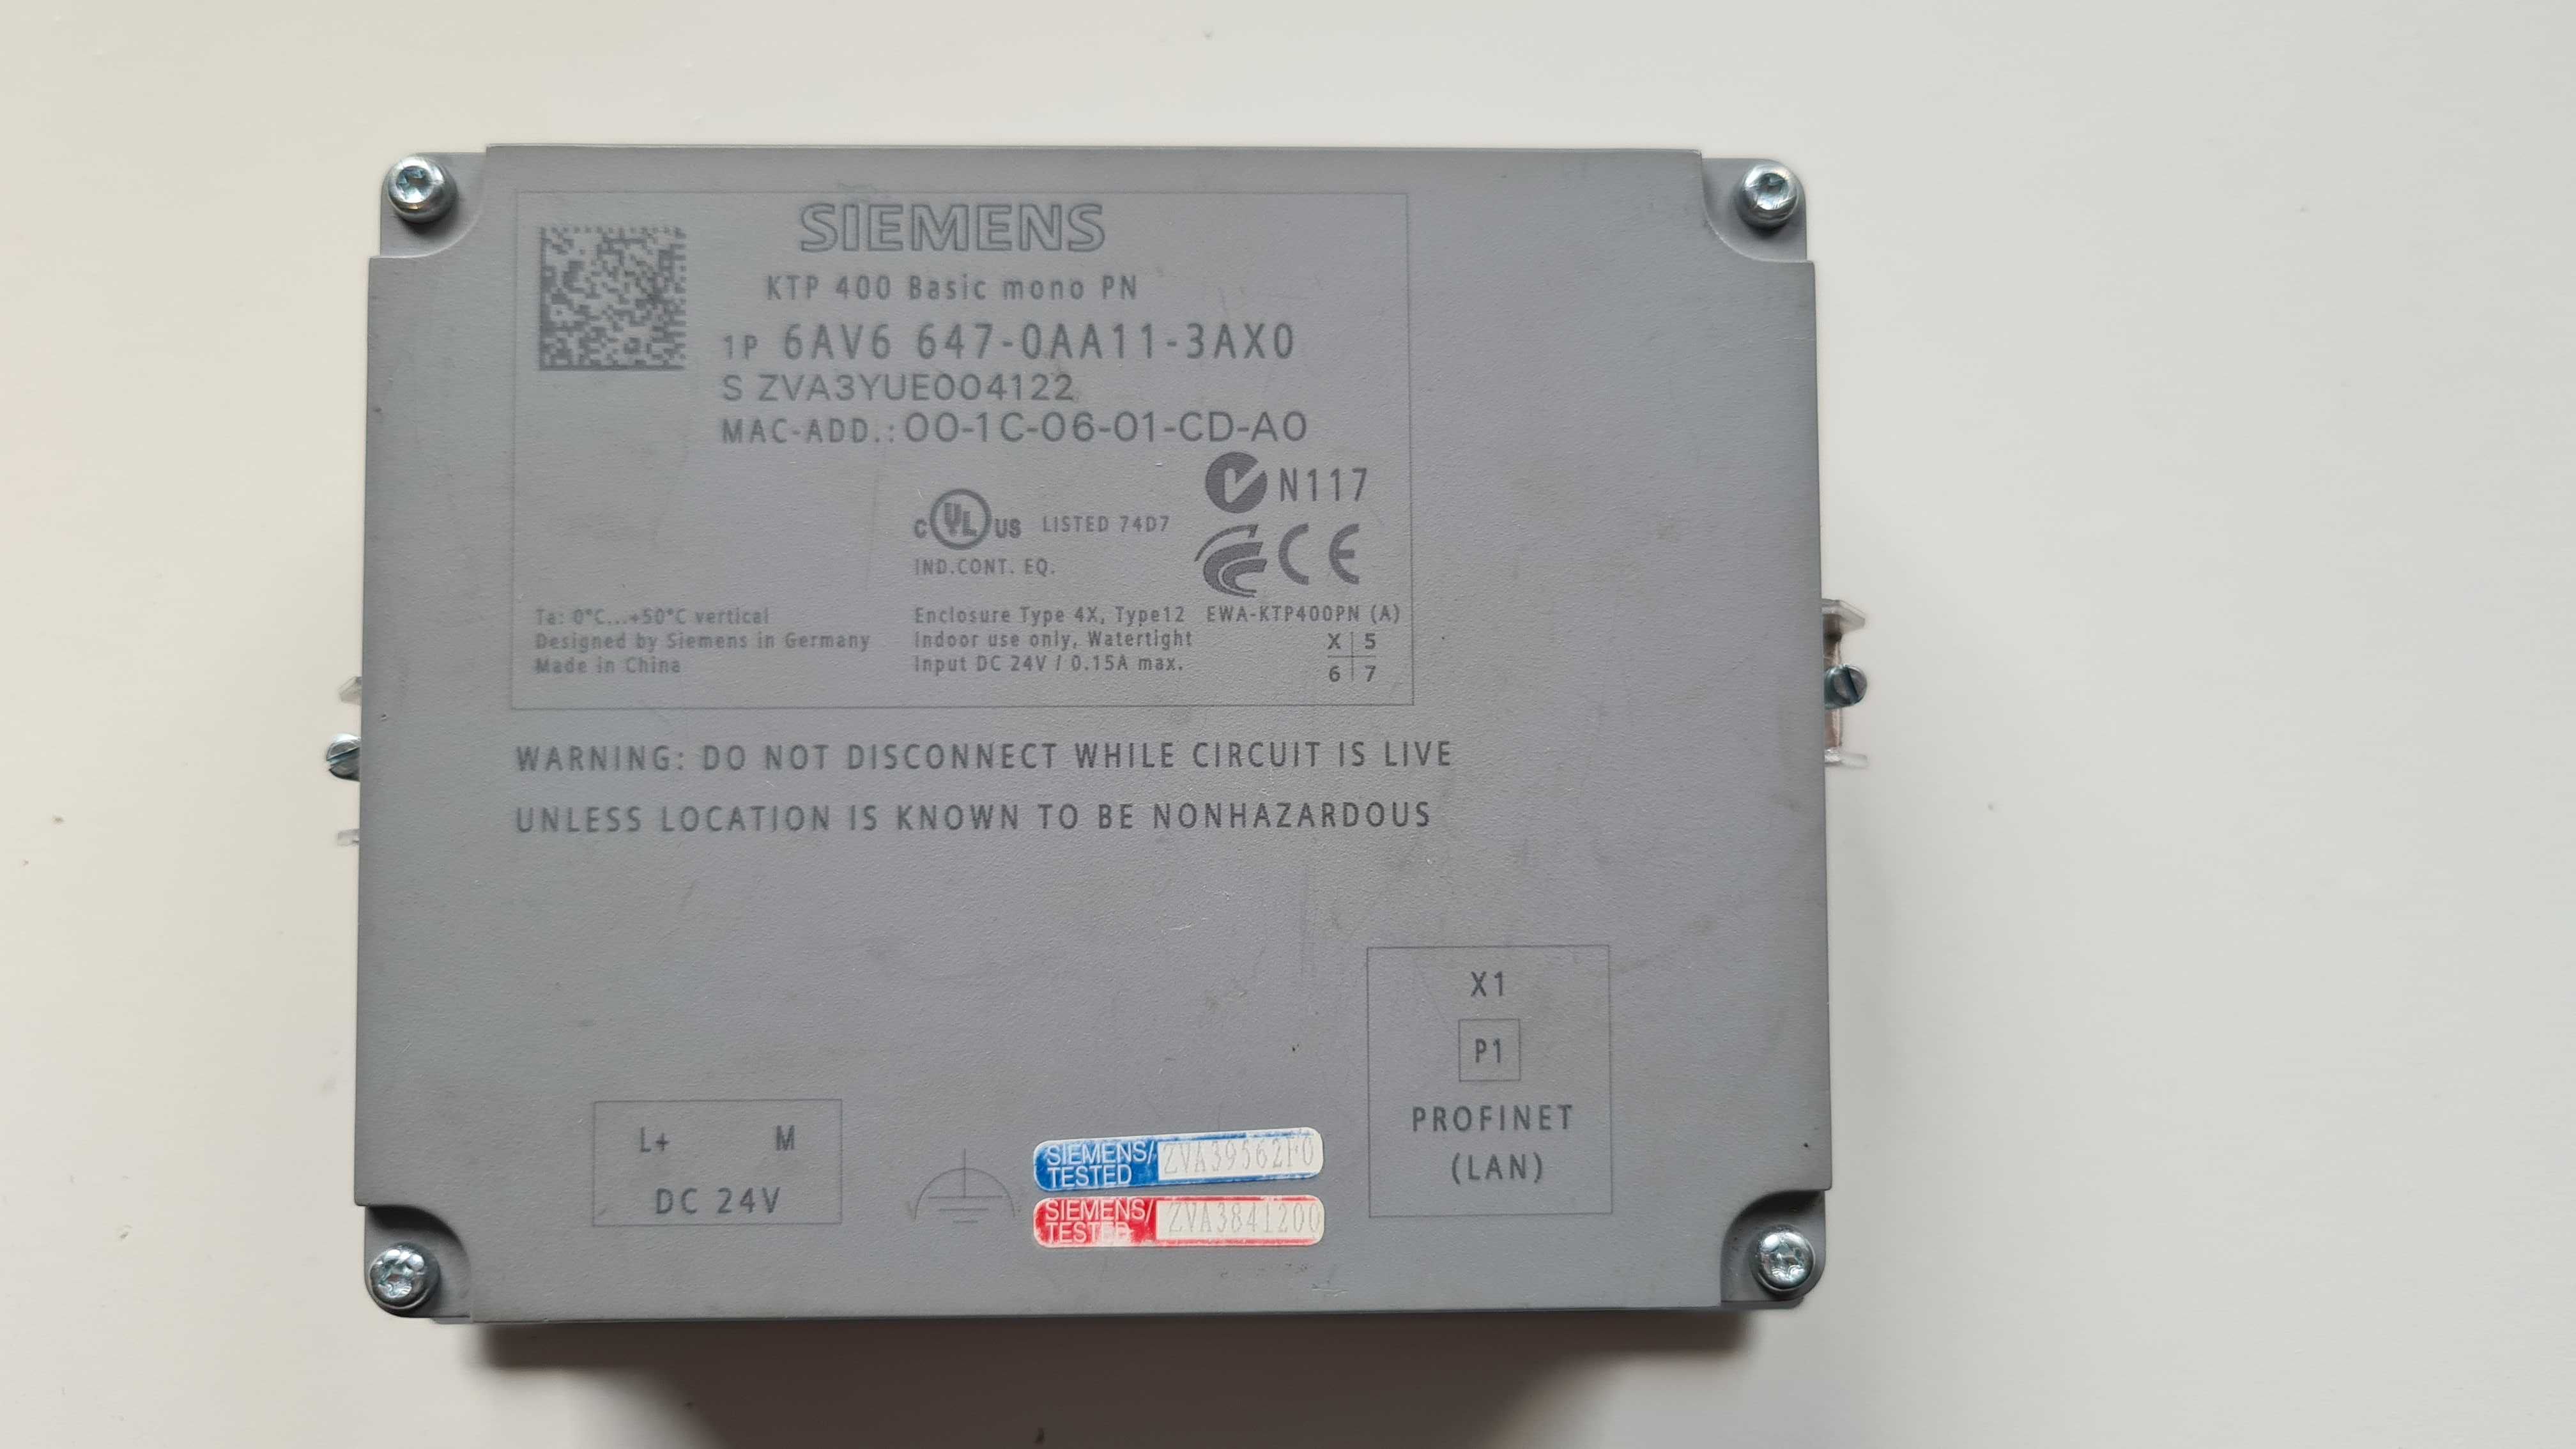 SIEMENS
KTP 400 Basic mono PN
1P 6AV6 647-0AA11-3AX0
S ZVA3YUE004122
MAC-ADD.: 00-1C-06-01-CD-A0
N117
C UL US LISTED 74D7
IND.CONT. EQ.
CE
Ta: 0°C...+50°C vertical
Designed by Siemens in Germany
Made in China
Enclosure Type 4X, Type12
Indoor use only, Watertight
Input DC 24V / 0.15A max.
EWA-KTP400PN (A)
X 5
6 7
WARNING: DO NOT DISCONNECT WHILE CIRCUIT IS LIVE
UNLESS LOCATION IS KNOWN TO BE NONHAZARDOUS
X1
P1
PROFINET
(LAN)
L+ M
DC 24V
SIEMENS/
TESTED ZVA39562F0
SIEMENS/
TESTED ZVA3841200